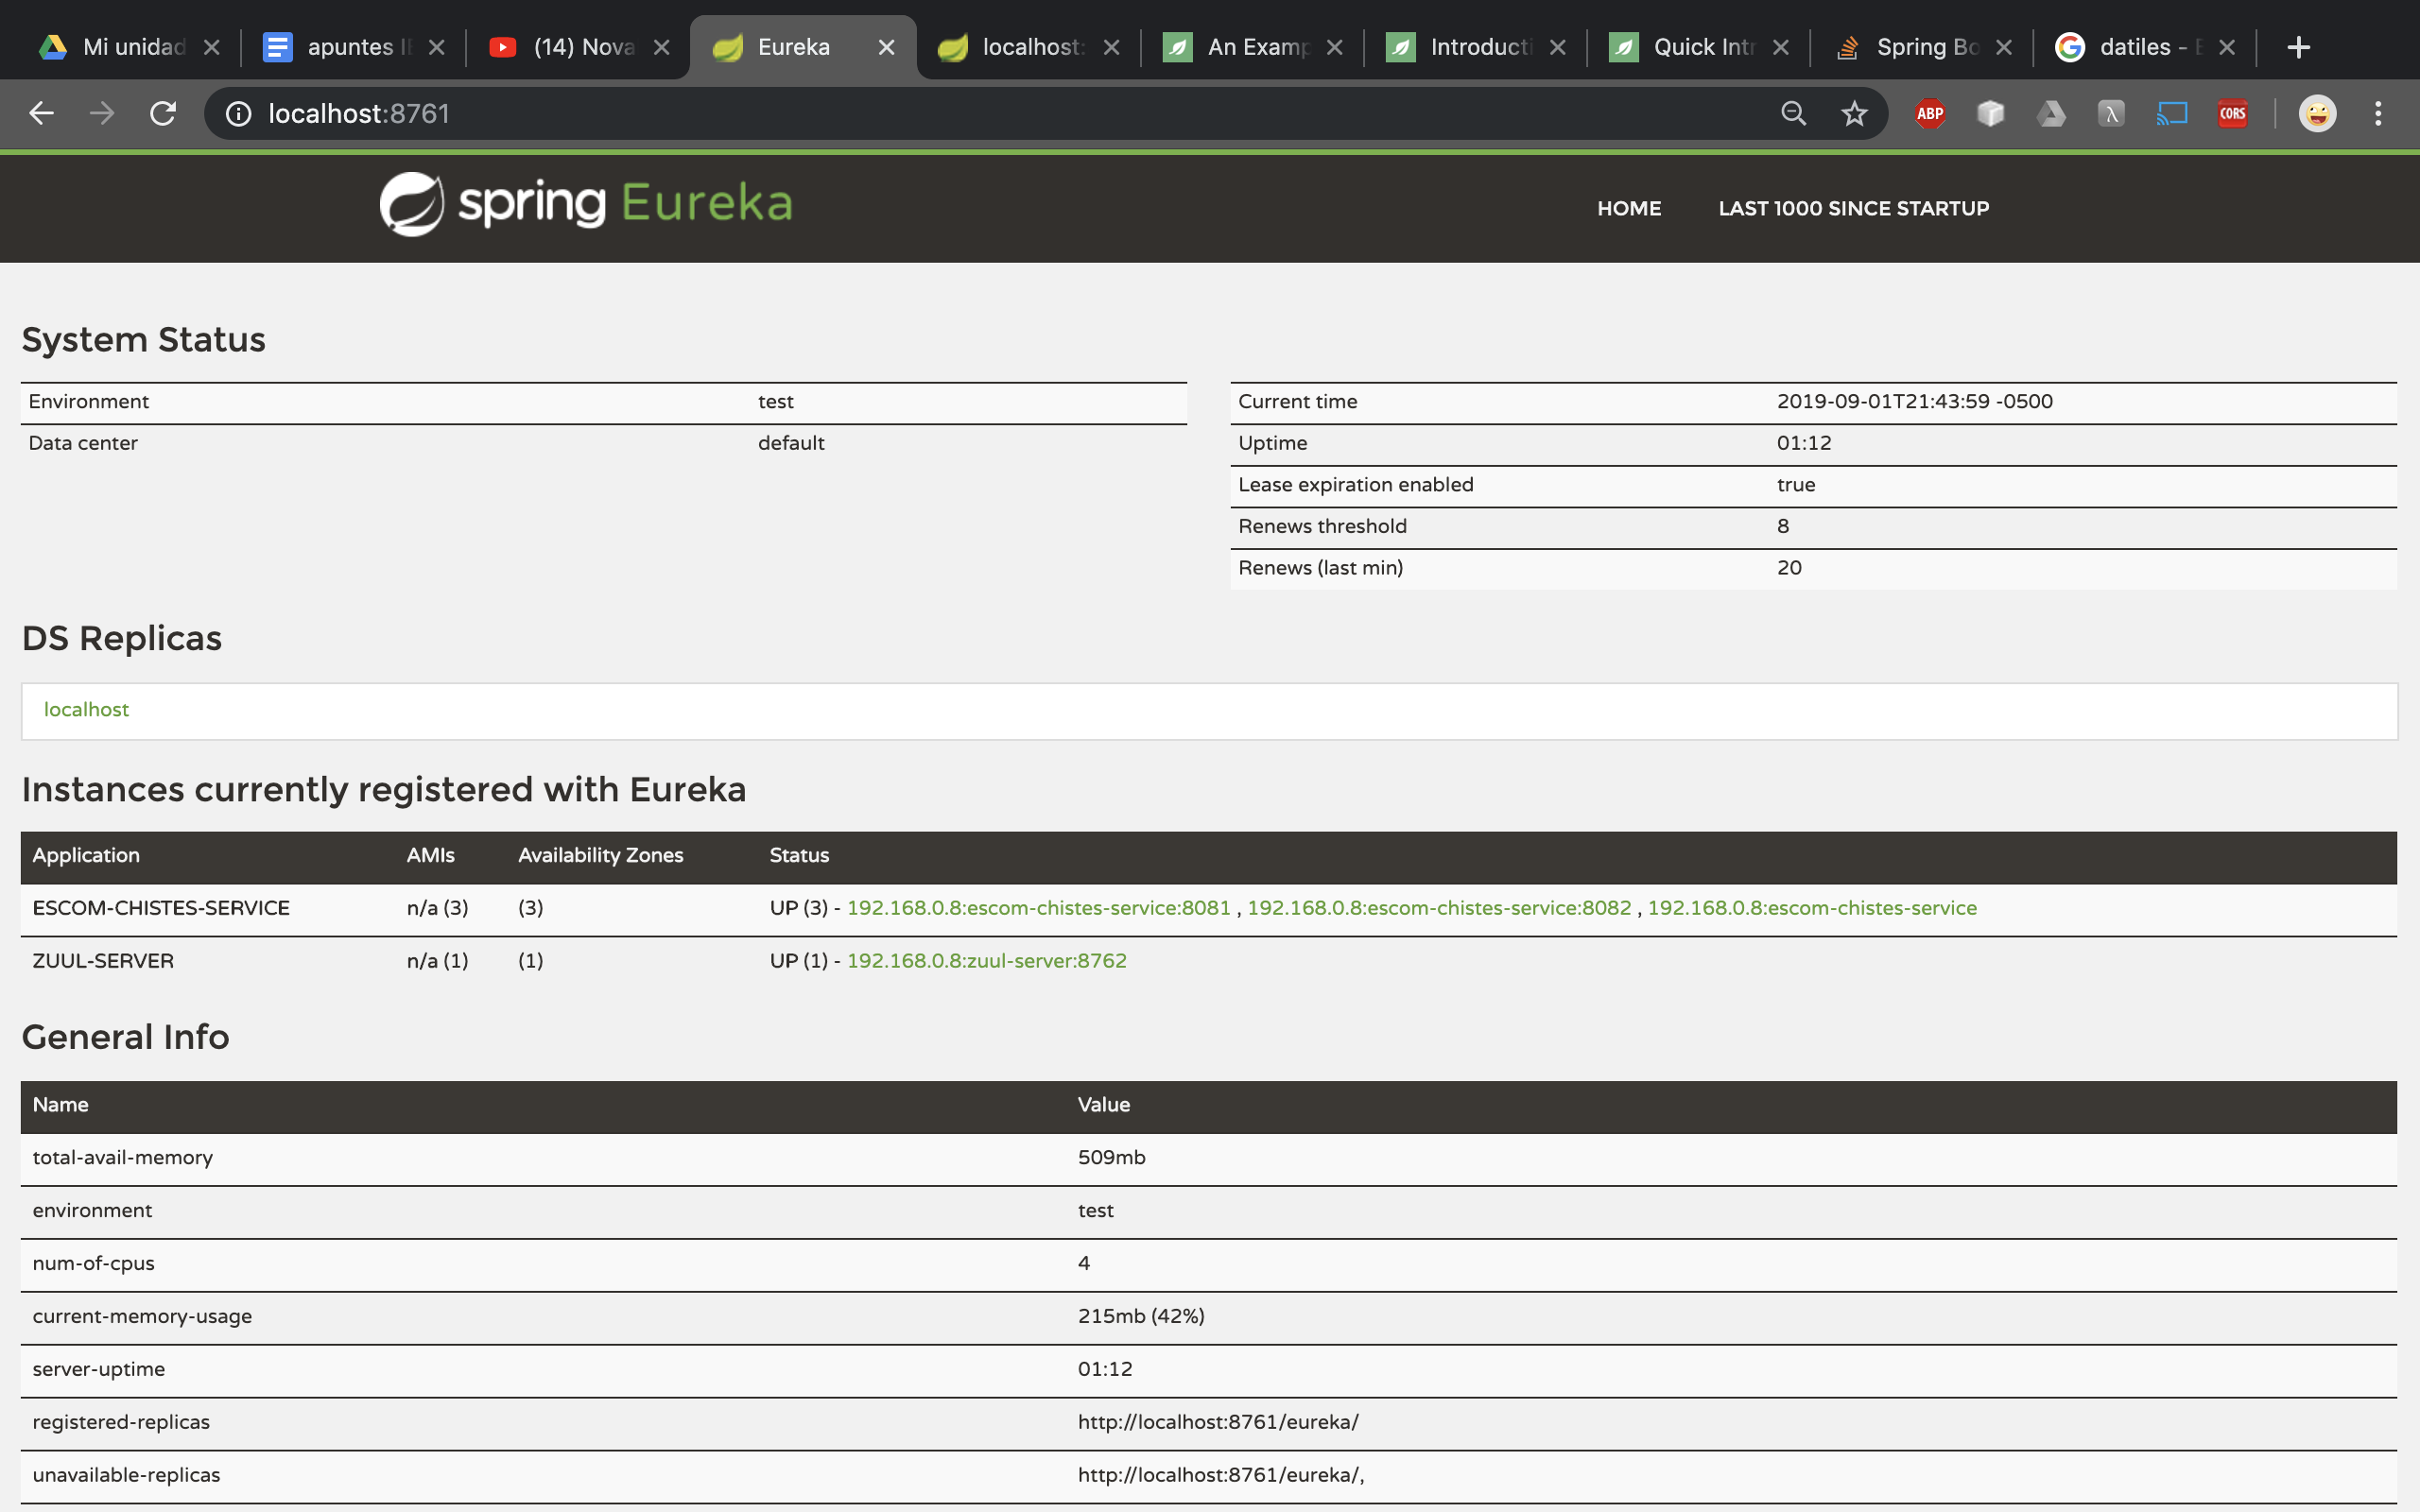 Mi unidad apuntes (14) Nova Eureka localhost: An Examp Introducti Quick Intr Spring Bo datiles -
localhost:8761 ABP λ CORS
spring Eureka HOME LAST 1000 SINCE STARTUP
System Status
Environment test
Data center default
Current time 2019-09-01T21:43:59 -0500
Uptime 01:12
Lease expiration enabled true
Renews threshold 8
Renews (last min) 20
DS Replicas
localhost
Instances currently registered with Eureka
Application AMIs Availability Zones Status
ESCOM-CHISTES-SERVICE n/a (3) (3) UP (3) - 192.168.0.8:escom-chistes-service:8081 , 192.168.0.8:escom-chistes-service:8082 , 192.168.0.8:escom-chistes-service
ZUUL-SERVER n/a (1) (1) UP (1) - 192.168.0.8:zuul-server:8762
General Info
Name Value
total-avail-memory 509mb
environment test
num-of-cpus 4
current-memory-usage 215mb (42%)
server-uptime 01:12
registered-replicas http://localhost:8761/eureka/
unavailable-replicas http://localhost:8761/eureka/,